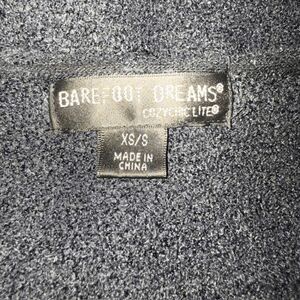 BAREFOOT DREAMS®
COZYCHIC LITE®
XS/S
MADE IN
CHINA